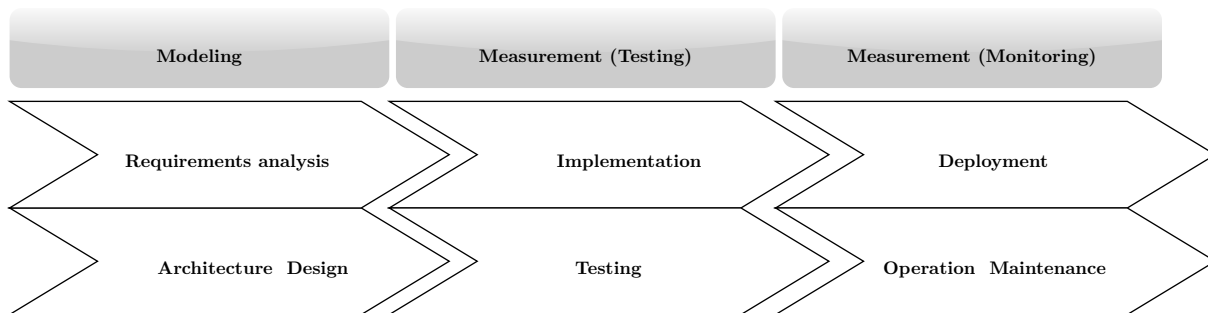 Modeling
Measurement (Testing)
Measurement (Monitoring)
Requirements analysis
Implementation
Deployment
Architecture Design
Testing
Operation Maintenance